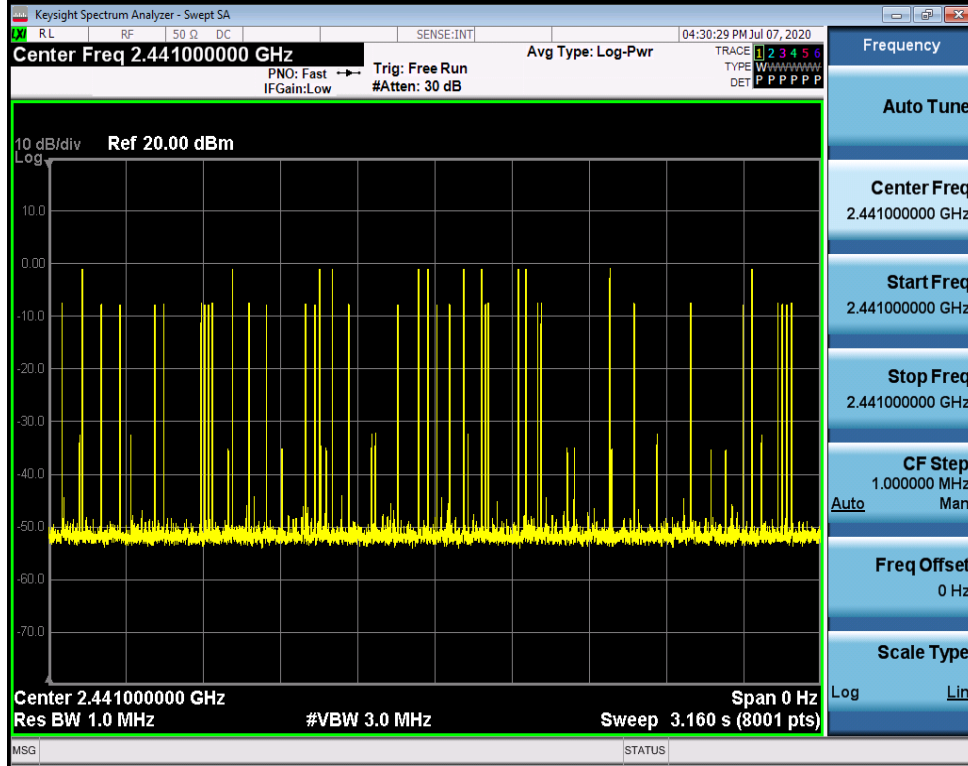 Keysight Spectrum Analyzer - Swept SA
LXI RL RF 50 Ω DC SENSE:INT 04:30:29 PM Jul 07, 2020
Center Freq 2.441000000 GHz
PNO: Fast
IFGain:Low
Trig: Free Run
#Atten: 30 dB
Avg Type: Log-Pwr
TRACE 1 2 3 4 5 6
TYPE WWWWWW
DET P P P P P P
10 dB/div Ref 20.00 dBm
Log
10.0
0.00
-10.0
-20.0
-30.0
-40.0
-50.0
-60.0
-70.0
Center 2.441000000 GHz Span 0 Hz
Res BW 1.0 MHz #VBW 3.0 MHz Sweep 3.160 s (8001 pts)
MSG STATUS
Frequency
Auto Tune
Center Freq
2.441000000 GHz
Start Freq
2.441000000 GHz
Stop Freq
2.441000000 GHz
CF Step
1.000000 MHz
Auto Man
Freq Offset
0 Hz
Scale Type
Log Lin